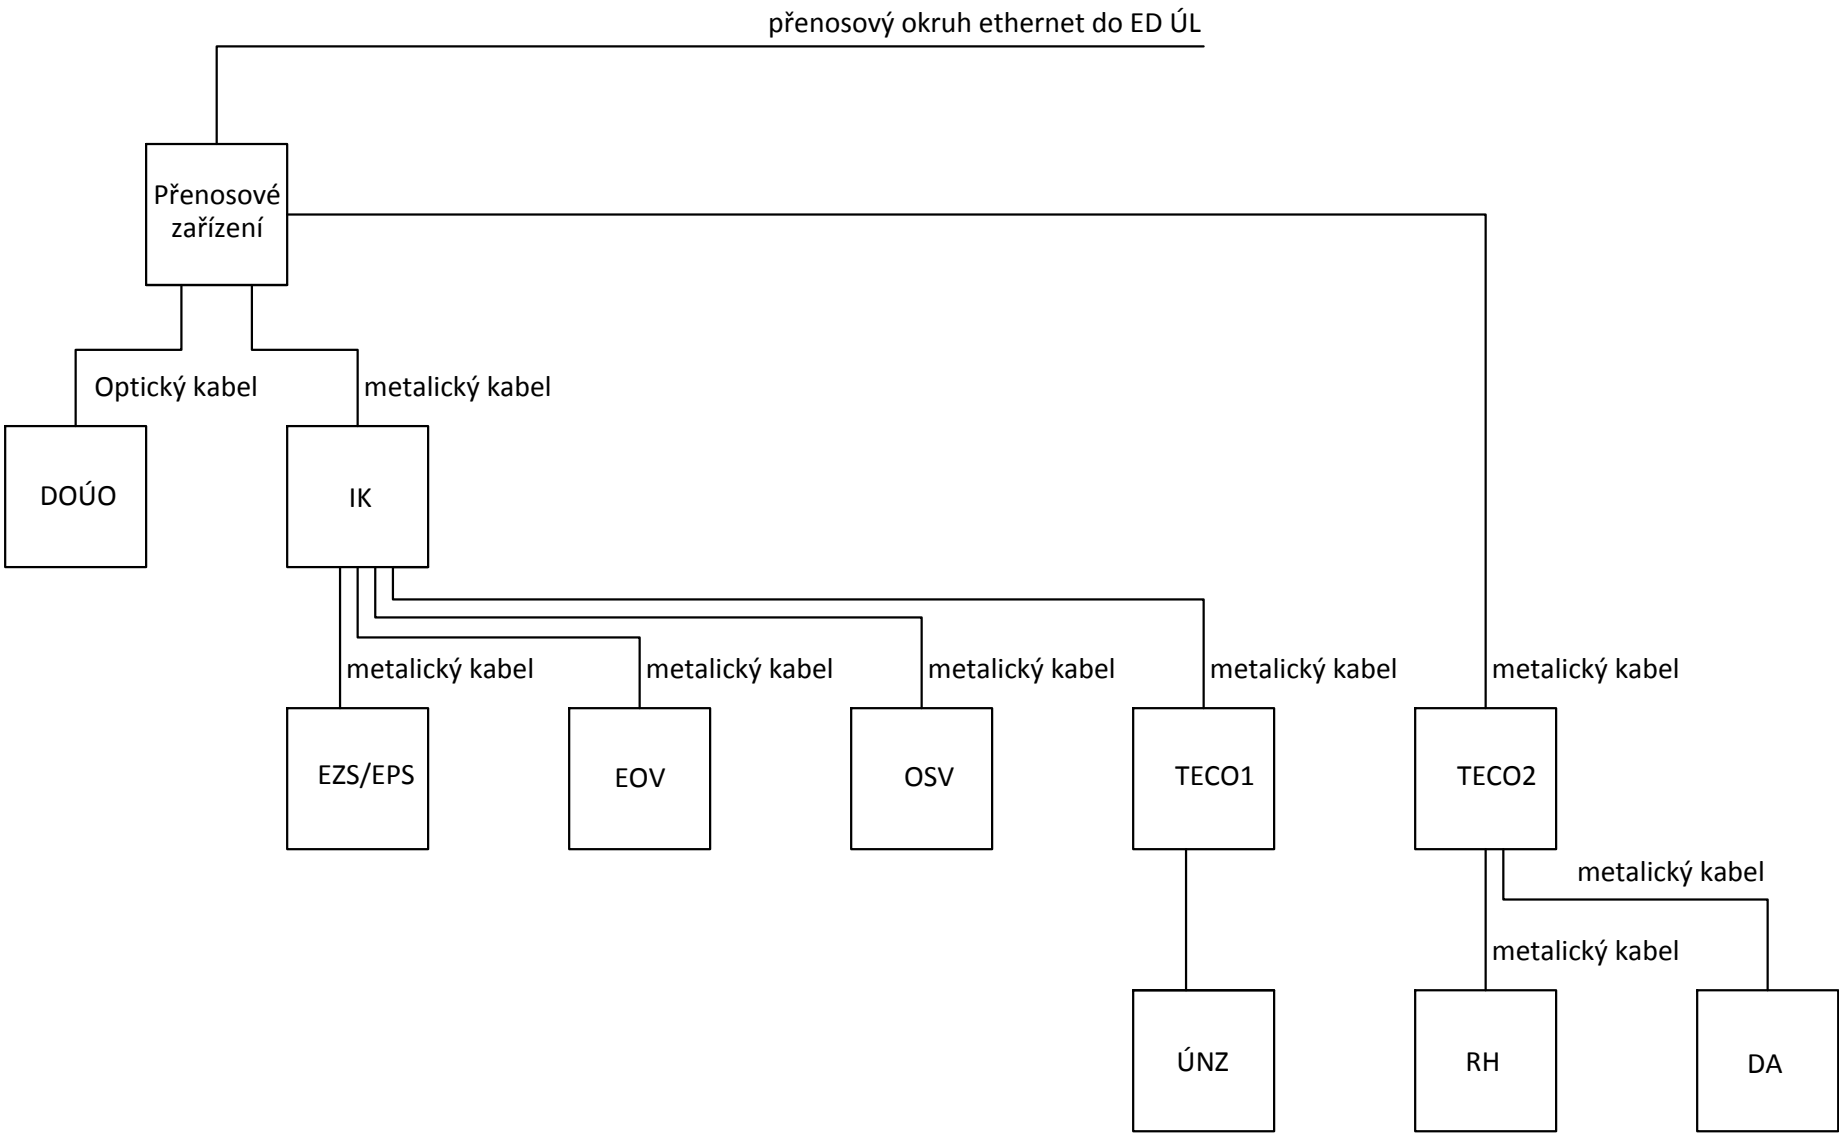 přenosový okruh ethernet do ED ÚL
Přenosové
zařízení
Optický kabel
metalický kabel
DOÚO
IK
metalický kabel
metalický kabel
metalický kabel
metalický kabel
metalický kabel
EZS/EPS
EOV
OSV
TECO1
TECO2
metalický kabel
metalický kabel
ÚNZ
RH
DA